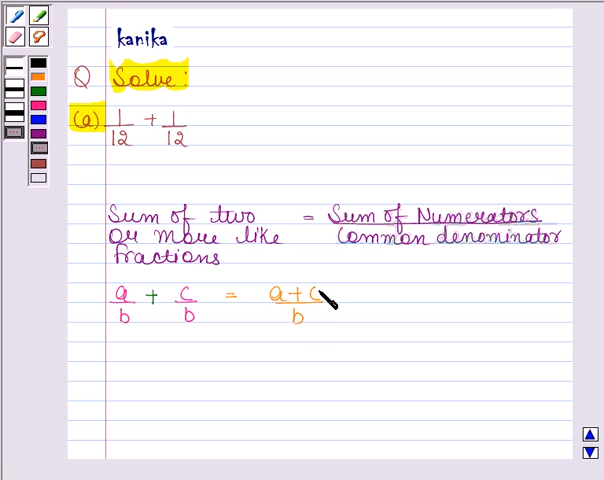 kanika
Q Solve:
(a) 1/12 + 1/12
Sum of two = Sum of Numerators
or more like Common denominator
fractions
a/b + c/b = a+c/b